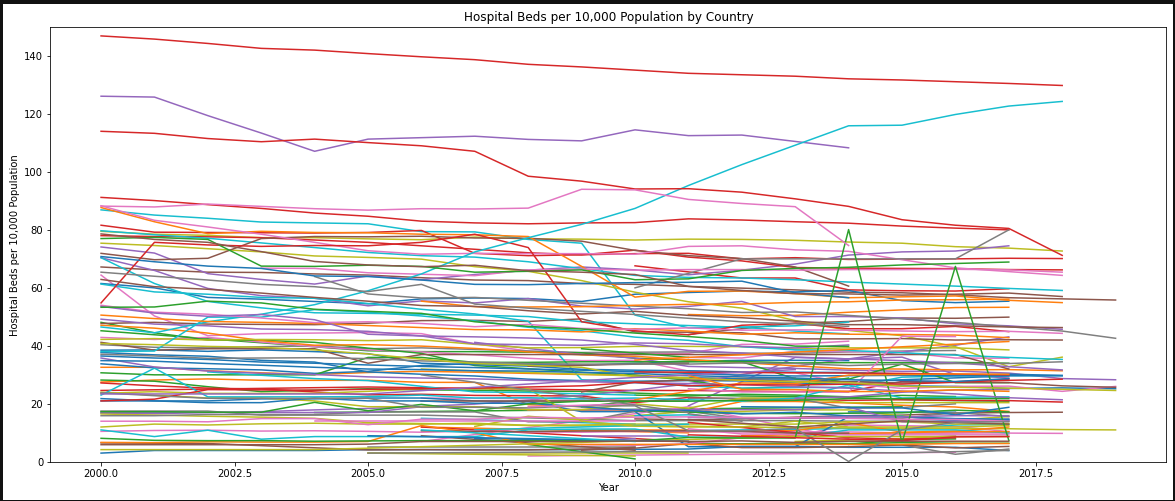 Hospital Beds per 10,000 Population by Country
Hospital Beds per 10,000 Population
140
120
100
80
60
40
20
0
2000.0 2002.5 2005.0 2007.5 2010.0 2012.5 2015.0 2017.5
Year